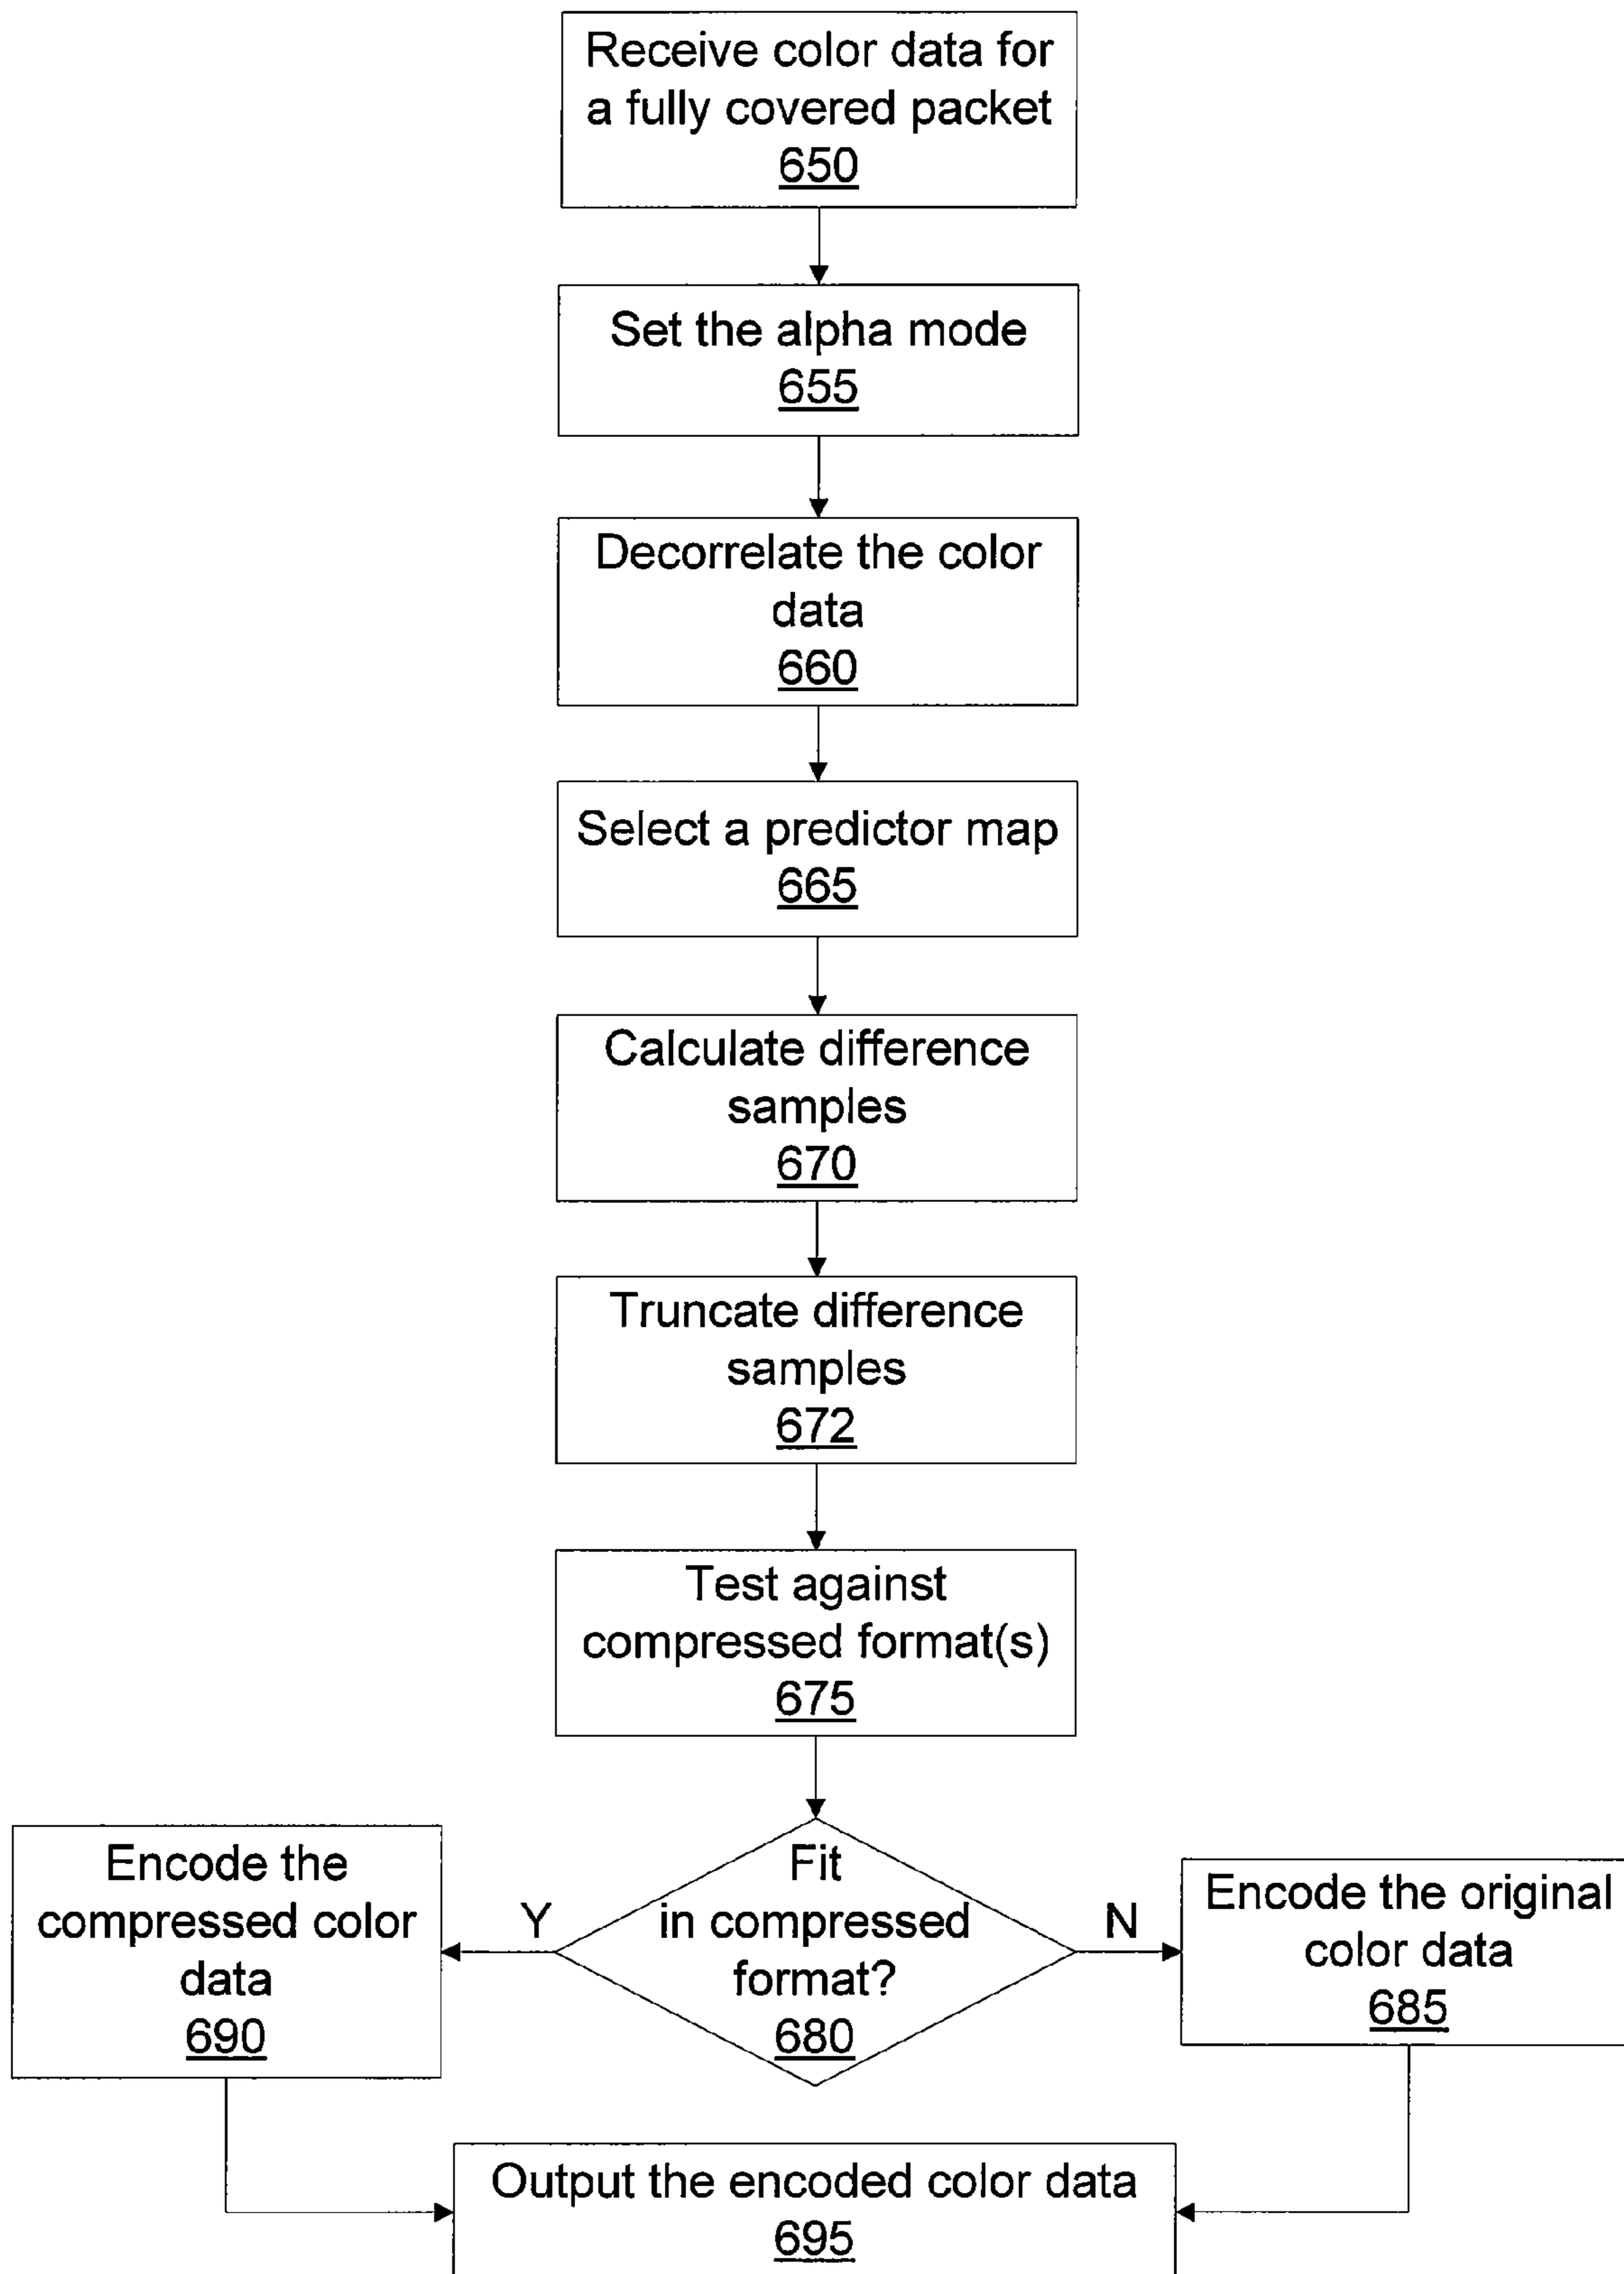 Receive color data for
a fully covered packet
650
Set the alpha mode
655
Decorrelate the color
data
660
Select a predictor map
665
Calculate difference
samples
670
Truncate difference
samples
672
Test against
compressed format(s)
675
Fit
in compressed
format?
680
Y
N
Encode the
compressed color
data
690
Encode the original
color data
685
Output the encoded color data
695